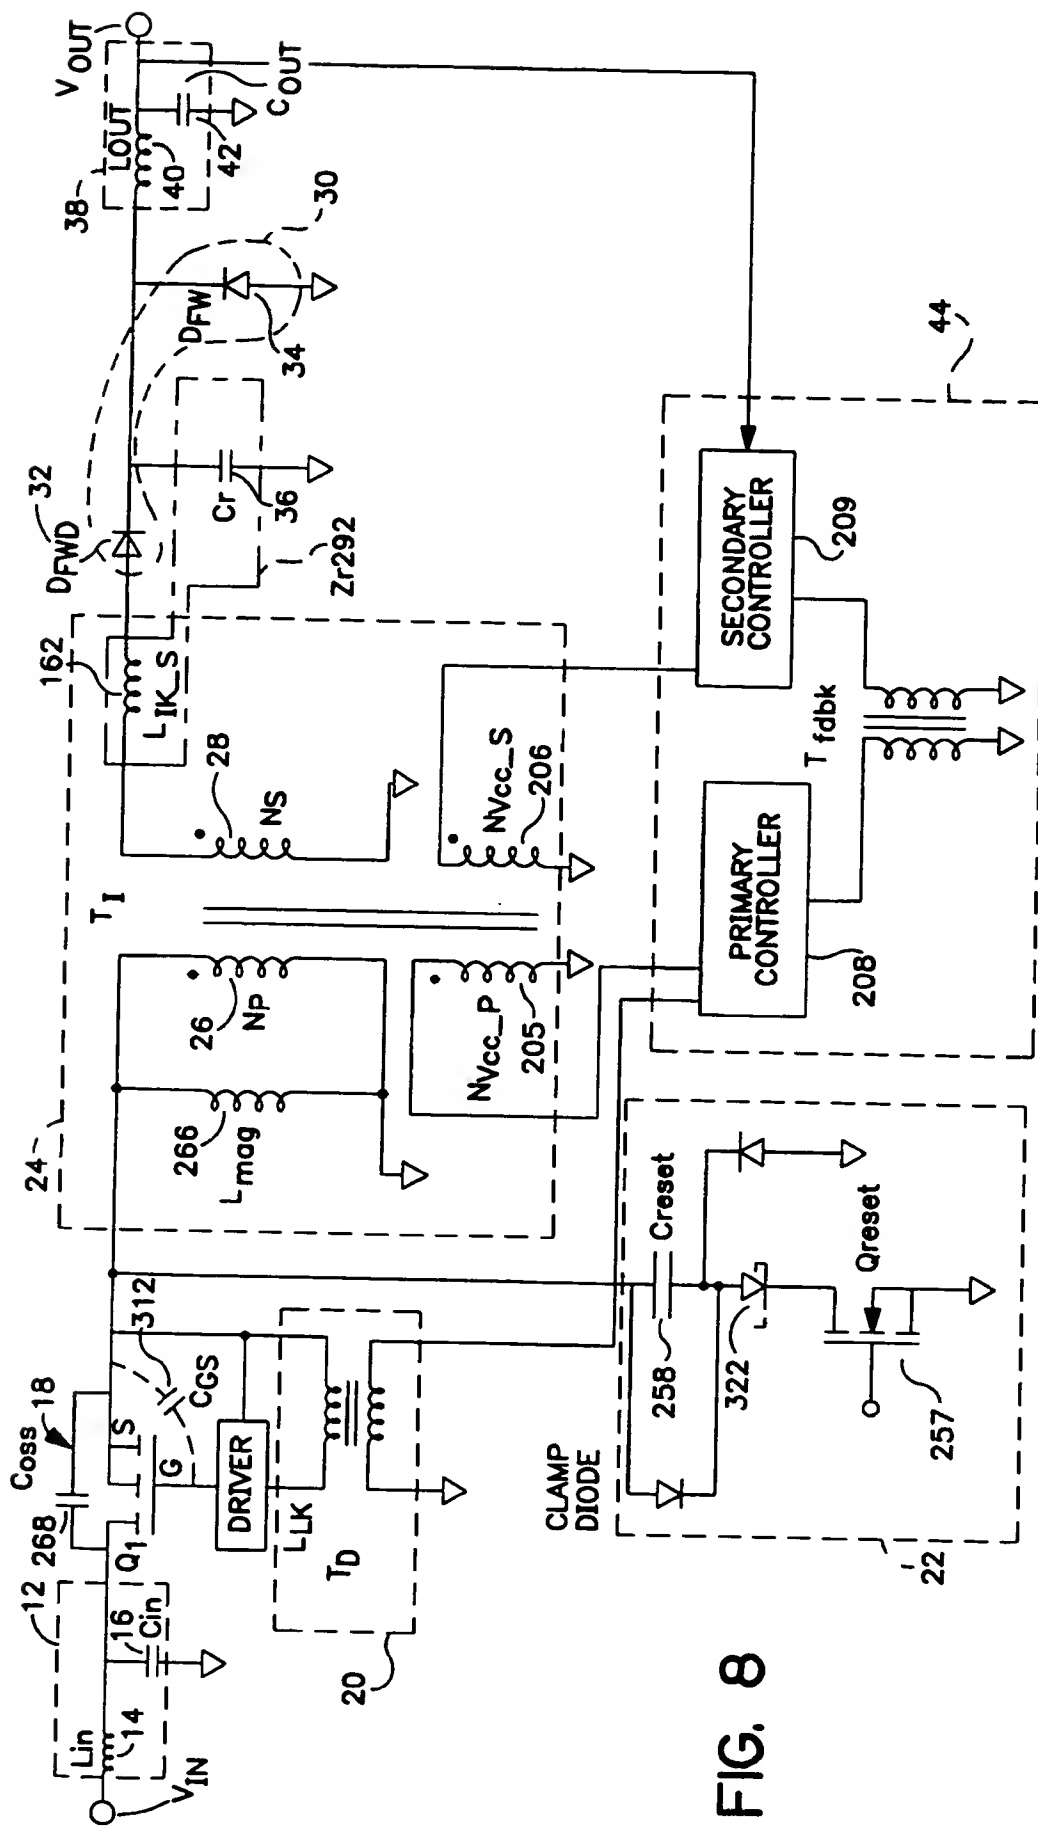 VIN
Lin
14
12
16
Cin
Q1
268
Coss
18
S
G
CGS
312
DRIVER
LLK
TD
20
CLAMP
DIODE
22
258
Creset
322
Qreset
257
24
266
Lmag
26
NP
TI
28
NS
NVcc_P
205
NVcc_S
206
162
LIK_S
DFWD
32
Cr
36
Zr292
DFW
34
30
38
LOUT
40
42
COUT
VOUT
PRIMARY
CONTROLLER
208
SECONDARY
CONTROLLER
209
Tfdbk
44
FIG. 8